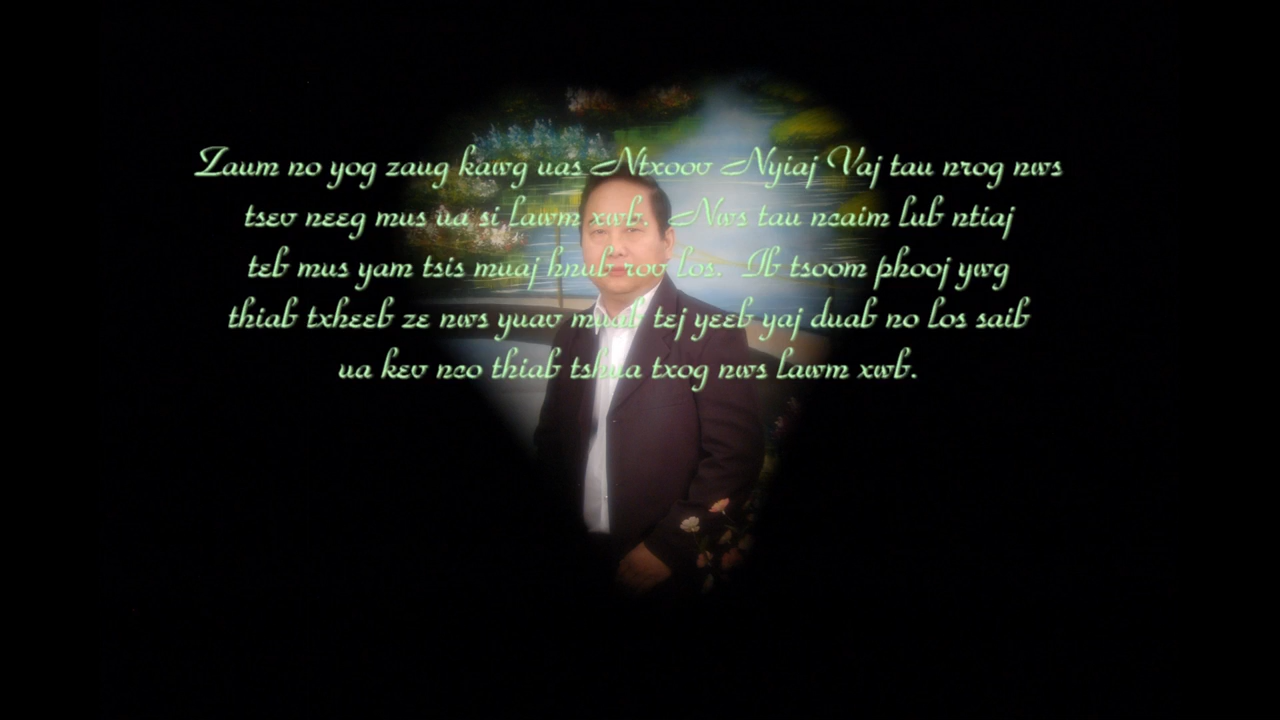 Zaum no yog zaug kawg uas Ntxoov Nyiaj Vaj tau nrog nws
tsev neeg mus ua si lawm xwb. Nws tau ncaim lub ntiaj
teb mus yam tsis muaj hnub rov los. Ib tsoom phooj ywg
thiab txheeb ze nws yuav muab tej yeeb yaj duab no los saib
ua kev nco thiab tshua txog nws lawm xwb.